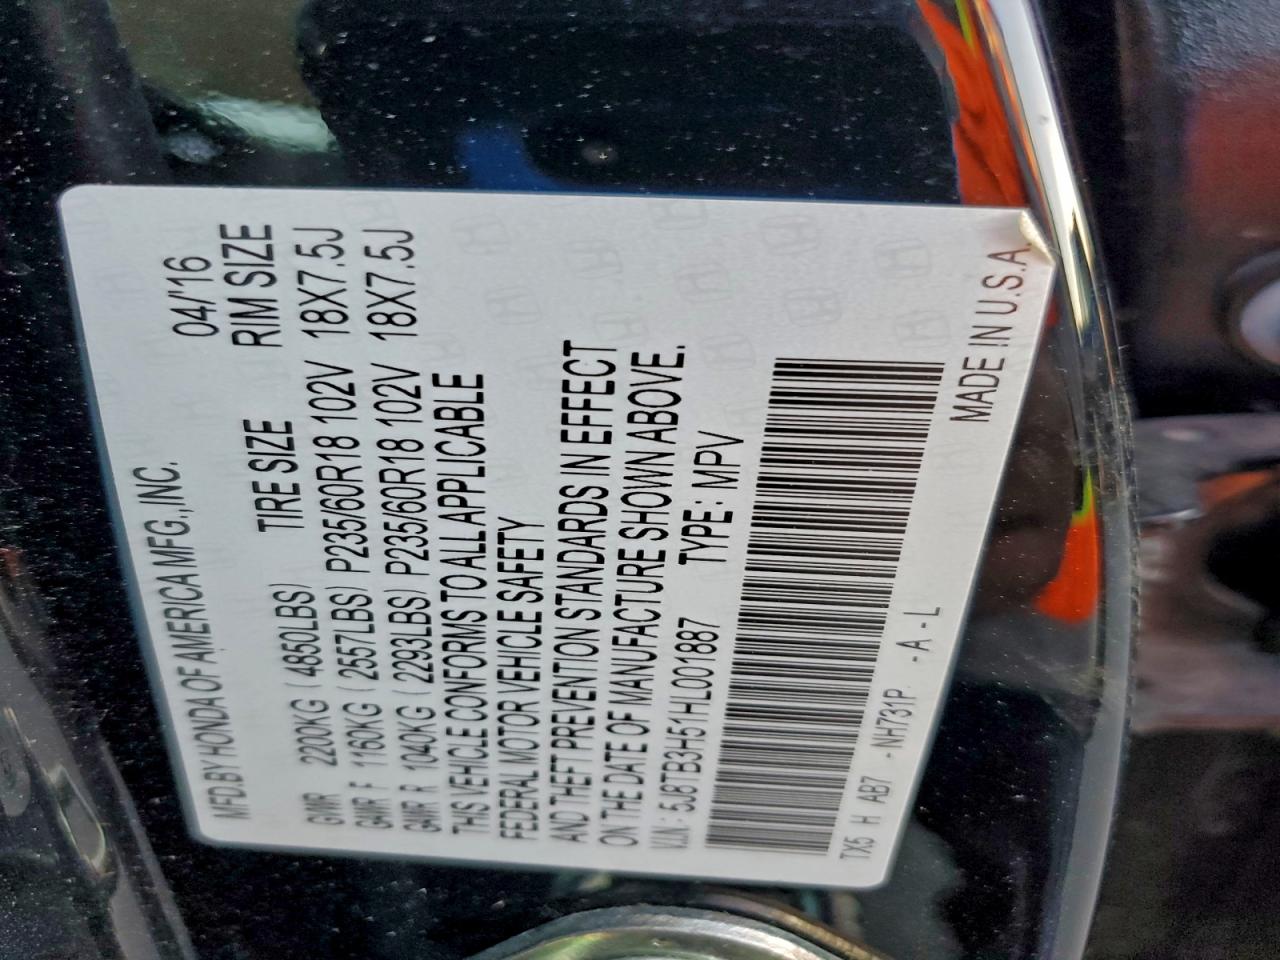 MFD.BY HONDA OF AMERICA MFG.,INC. 04/'16
TIRE SIZE RIM SIZE
GVWR 2200KG ( 4850LBS)
GAWR F 1160KG ( 2557LBS) P235/60R18 102V 18X7.5J
GAWR R 1040KG ( 2293LBS) P235/60R18 102V 18X7.5J
THIS VEHICLE CONFORMS TO ALL APPLICABLE
FEDERAL MOTOR VEHICLE SAFETY
AND THEFT PREVENTION STANDARDS IN EFFECT
ON THE DATE OF MANUFACTURE SHOWN ABOVE.
V.I.N: 5J8TB3H51HL001887 TYPE: MPV
TX5 H AB7 -NH731P -A-L
MADE IN U.S.A.